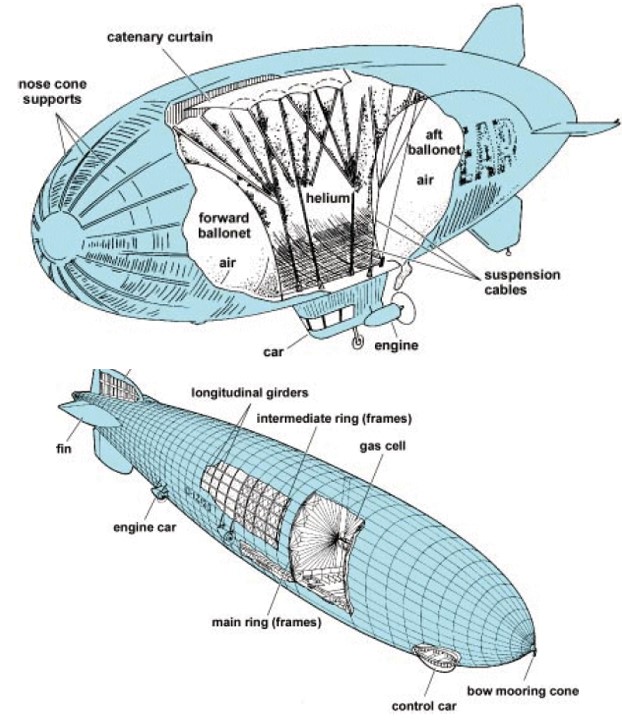 catenary curtain
nose cone
supports
aft
ballonet
air
helium
forward
ballonet
air
suspension
cables
car
engine
longitudinal girders
intermediate ring (frames)
gas cell
fin
engine car
main ring (frames)
bow mooring cone
control car